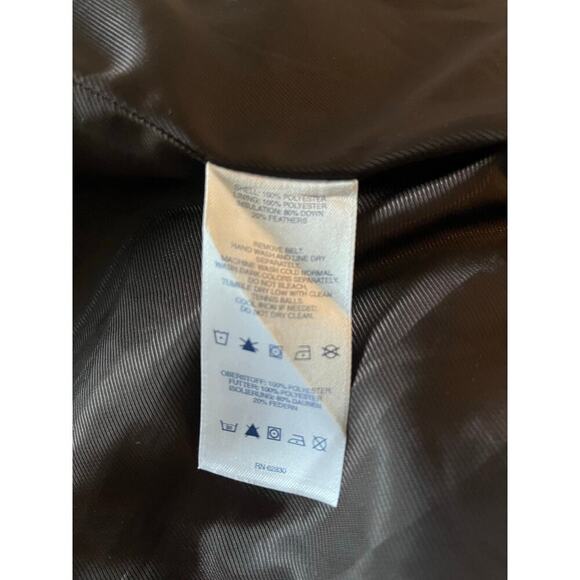 SHELL: 100% POLYESTER
LINING: 100% POLYESTER
INSULATION: 80% DOWN
20% FEATHERS
REMOVE BELT.
HAND WASH AND LINE DRY
SEPARATELY.
MACHINE WASH COLD NORMAL.
WASH DARK COLORS SEPARATELY.
DO NOT BLEACH.
TUMBLE DRY LOW WITH CLEAN
TENNIS BALLS.
COOL IRON IF NEEDED.
DO NOT DRY CLEAN.
OBERSTOFF: 100% POLYESTER
FUTTER: 100% POLYESTER
ISOLIERUNG: 80% DAUNEN
20% FEDERN
RN 62930